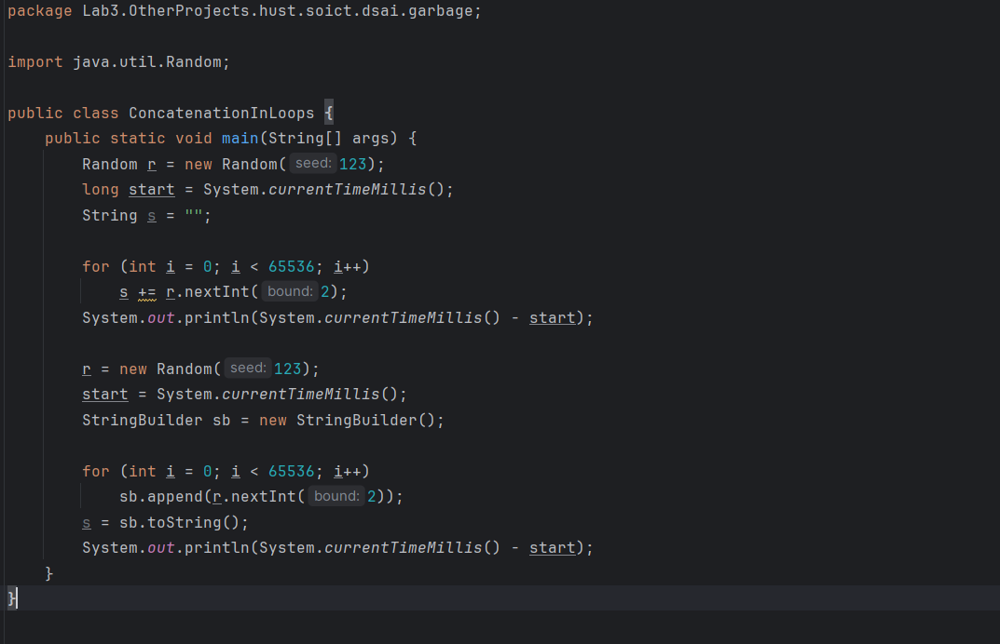 package Lab3.OtherProjects.hust.soict.dsai.garbage;
import java.util.Random;
public class ConcatenationInLoops {
public static void main(String[] args) {
Random r = new Random( seed: 123);
long start = System.currentTimeMillis();
String s = "";
for (int i = 0; i < 65536; i++)
s += r.nextInt( bound: 2);
System.out.println(System.currentTimeMillis() - start);
r = new Random( seed: 123);
start = System.currentTimeMillis();
StringBuilder sb = new StringBuilder();
for (int i = 0; i < 65536; i++)
sb.append(r.nextInt( bound: 2));
s = sb.toString();
System.out.println(System.currentTimeMillis() - start);
}
}